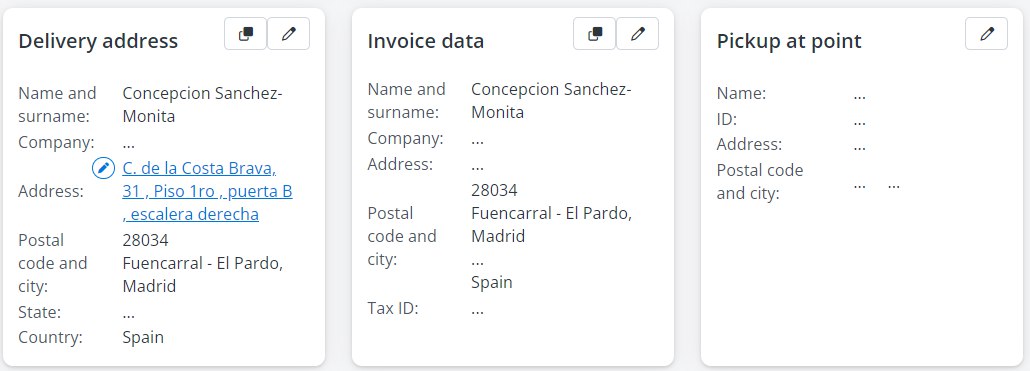 Delivery address
Name and surname: Concepcion Sanchez-Monita
Company: ...
Address: C. de la Costa Brava, 31 , Piso 1ro , puerta B , escalera derecha
Postal code and city: 28034 Fuencarral - El Pardo, Madrid
State: ...
Country: Spain
Invoice data
Name and surname: Concepcion Sanchez-Monita
Company: ...
Address: ...
Postal code and city: 28034 Fuencarral - El Pardo, Madrid ... Spain
Tax ID: ...
Pickup at point
Name: ...
ID: ...
Address: ...
Postal code and city: ... ...